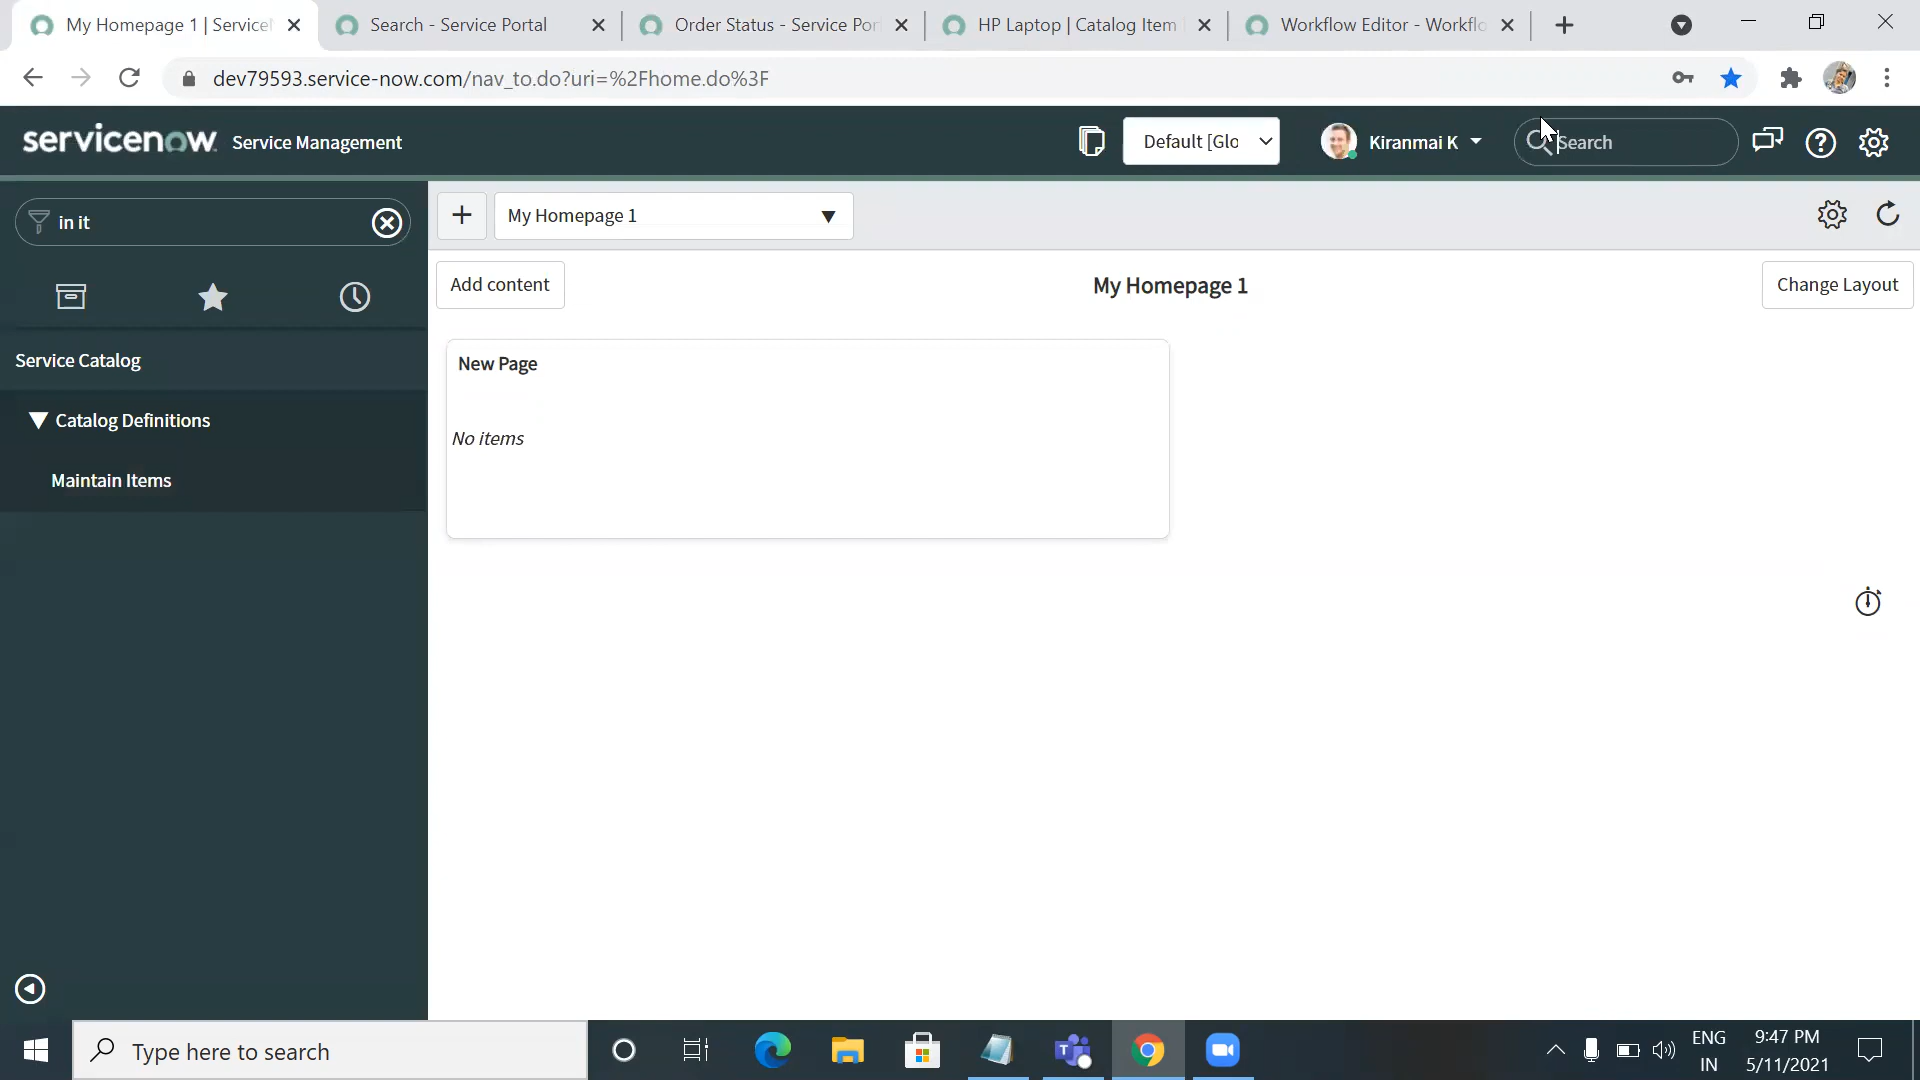 My Homepage 1 | Service
Search - Service Portal
Order Status - Service Por
HP Laptop | Catalog Item
Workflow Editor - Workflo
dev79593.service-now.com/nav_to.do?uri=%2Fhome.do%3F
servicenow Service Management
Default [Glo
Kiranmai K
Search
in it
My Homepage 1
Add content
My Homepage 1
Change Layout
Service Catalog
New Page
Catalog Definitions
No items
Maintain Items
Type here to search
ENG
IN
9:47 PM
5/11/2021